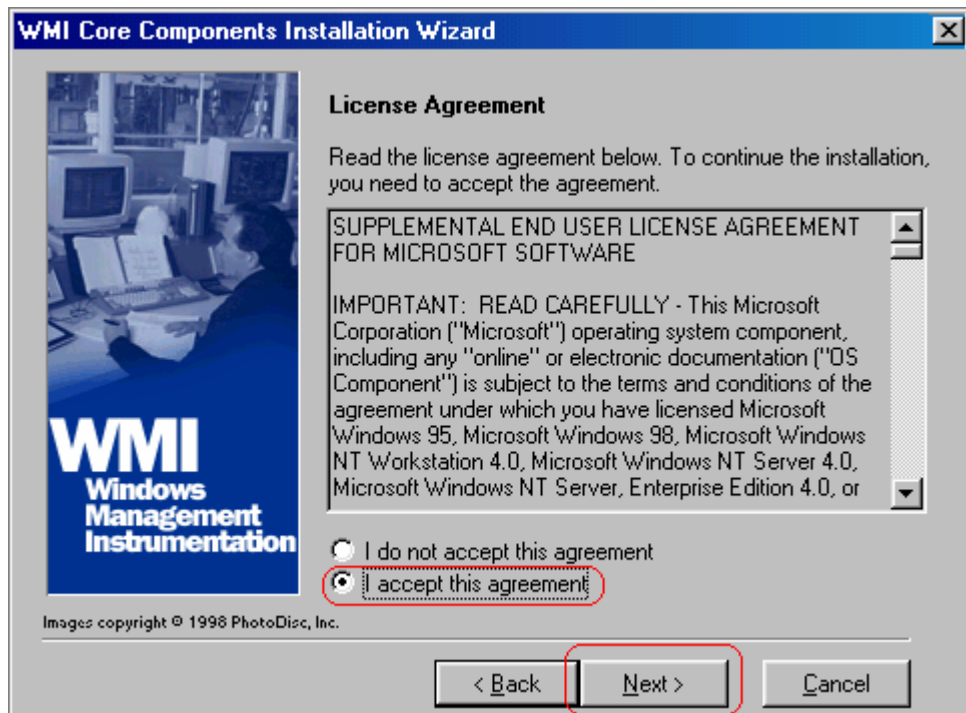 WMI Core Components Installation Wizard
License Agreement
Read the license agreement below. To continue the installation,
you need to accept the agreement.
SUPPLEMENTAL END USER LICENSE AGREEMENT
FOR MICROSOFT SOFTWARE
IMPORTANT: READ CAREFULLY - This Microsoft
Corporation ("Microsoft") operating system component,
including any "online" or electronic documentation ("OS
Component") is subject to the terms and conditions of the
agreement under which you have licensed Microsoft
Windows 95, Microsoft Windows 98, Microsoft Windows
NT Workstation 4.0, Microsoft Windows NT Server 4.0,
Microsoft Windows NT Server, Enterprise Edition 4.0, or
WMI
Windows
Management
Instrumentation
I do not accept this agreement
I accept this agreement
Images copyright © 1998 PhotoDisc, Inc.
< Back
Next >
Cancel